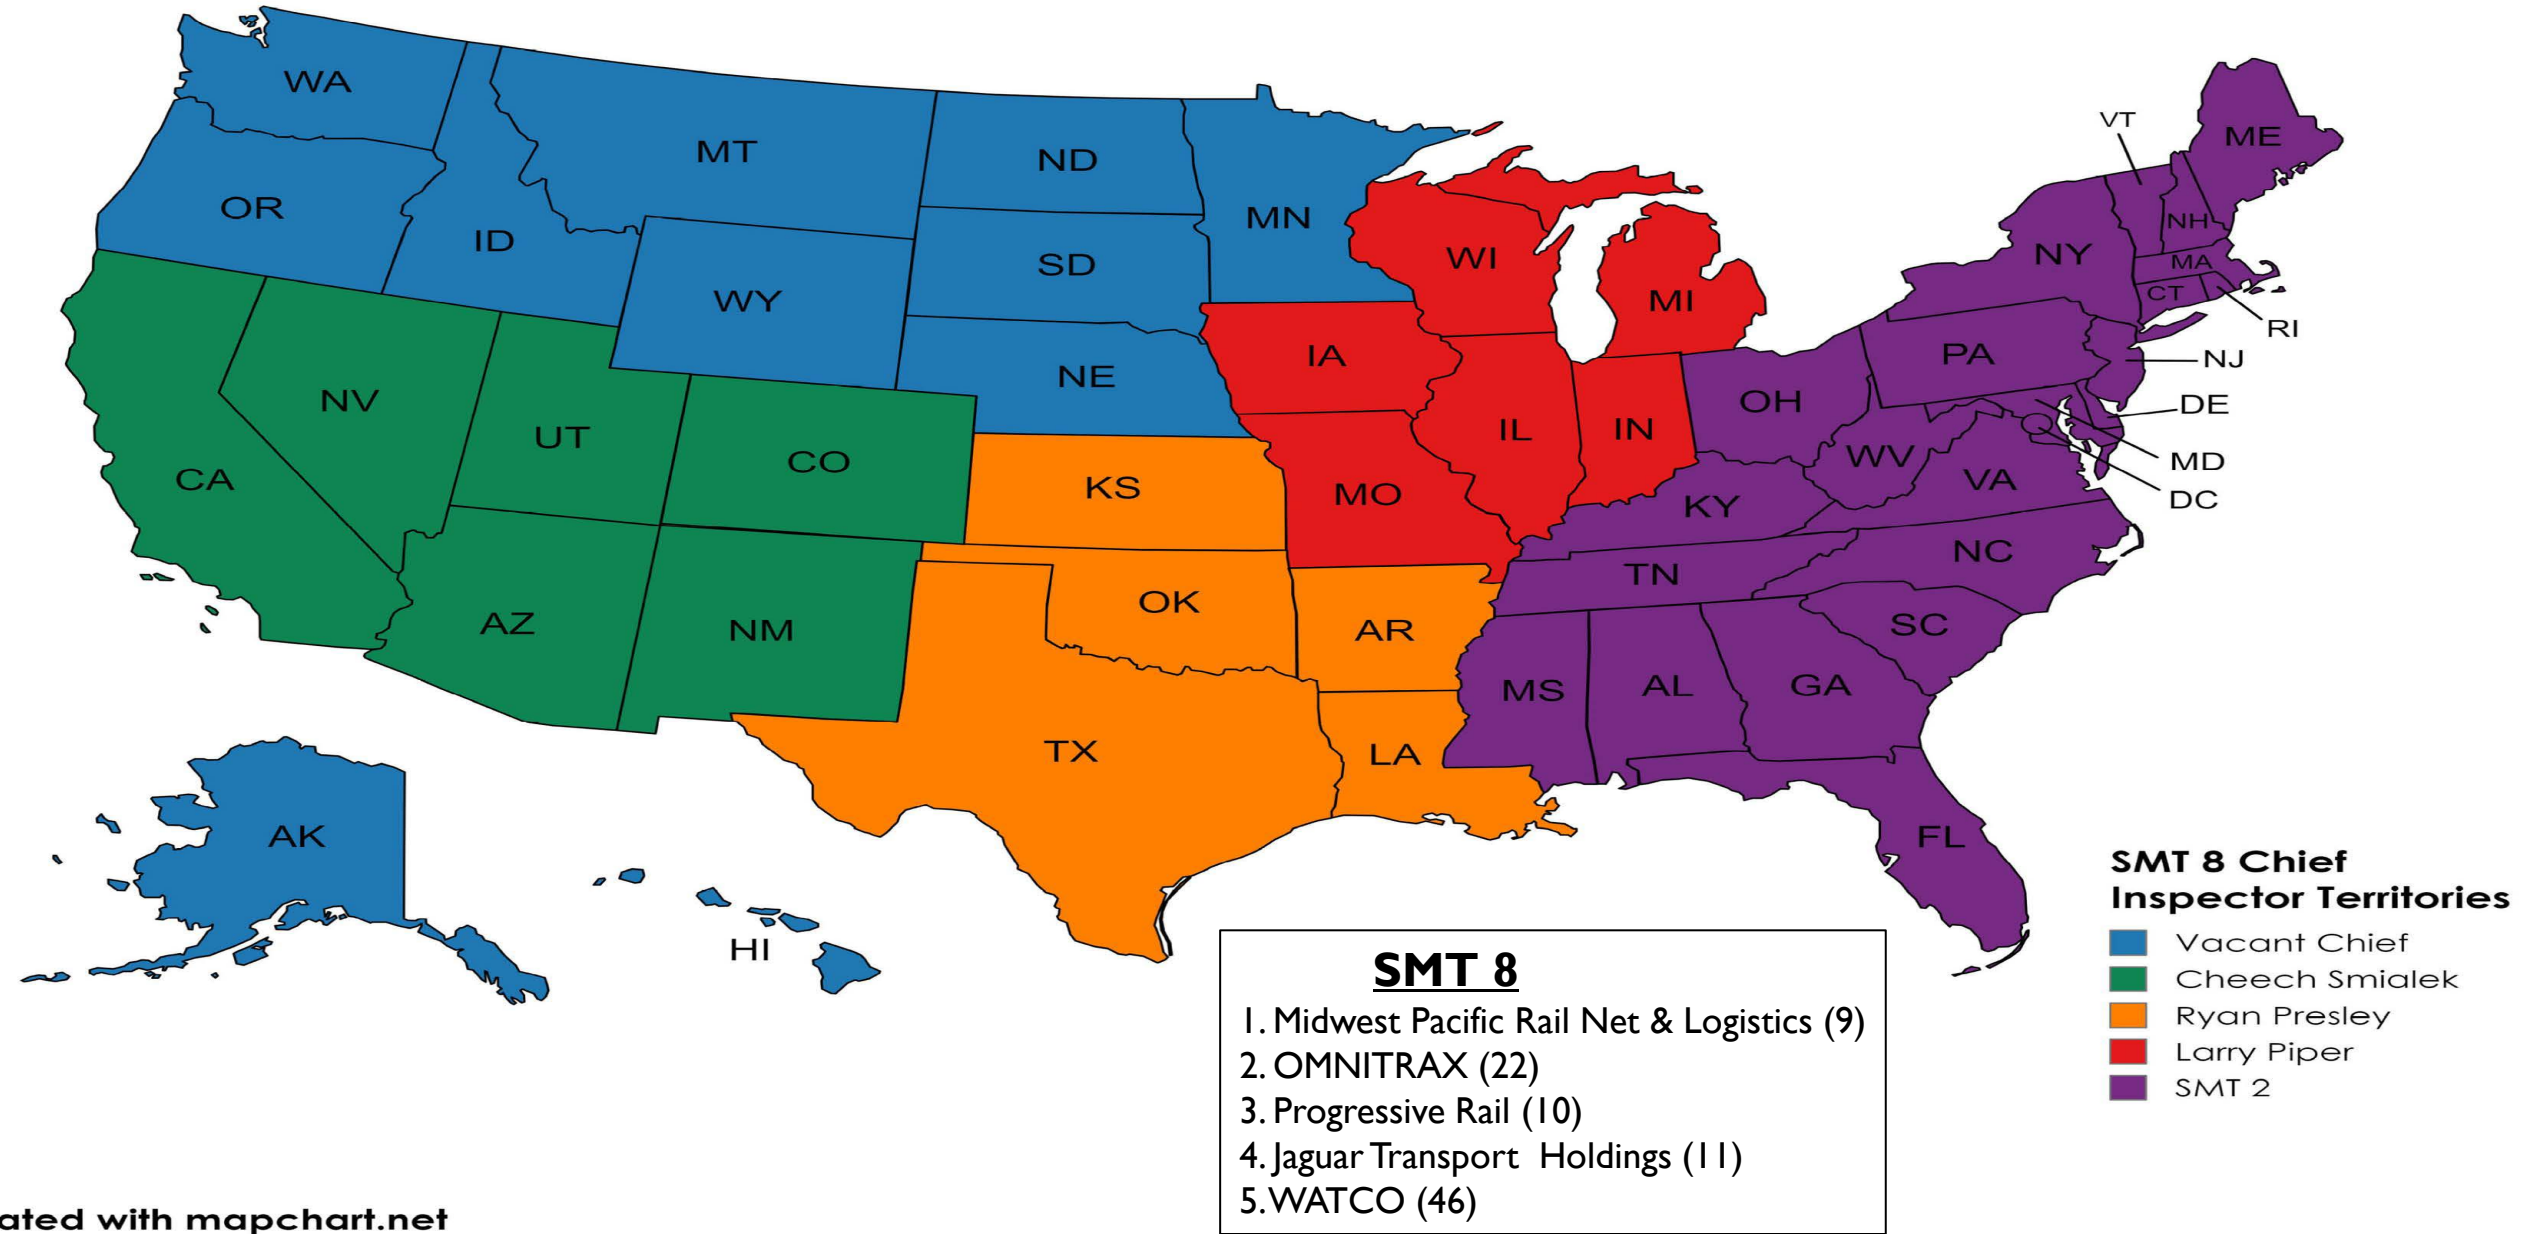 WA
MT
ND
MN
OR
ID
SD
WY
WI
MI
VT
ME
NH
NY
MA
CT
RI
NV
UT
CO
CA
NE
IA
IL
IN
OH
PA
NJ
DE
MD
DC
KS
MO
KY
WV
VA
AZ
NM
OK
AR
TN
NC
SC
TX
LA
MS
AL
GA
FL
AK
HI
SMT 8 Chief
Inspector Territories
Vacant Chief
Cheech Smialek
Ryan Presley
Larry Piper
SMT 2
SMT 8
1. Midwest Pacific Rail Net & Logistics (9)
2. OMNITRAX (22)
3. Progressive Rail (10)
4. Jaguar Transport Holdings (11)
5. WATCO (46)
ated with mapchart.net